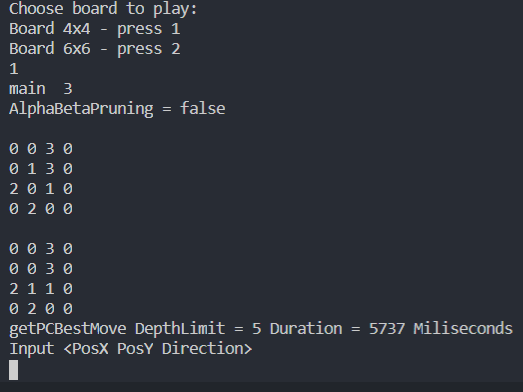 Choose board to play:
Board 4x4 - press 1
Board 6x6 - press 2
1
main  3
AlphaBetaPruning = false
0 0 3 0
0 1 3 0
2 0 1 0
0 2 0 0
0 0 3 0
0 0 3 0
2 1 1 0
0 2 0 0
getPCBestMove DepthLimit = 5 Duration = 5737 Miliseconds
Input <PosX PosY Direction>